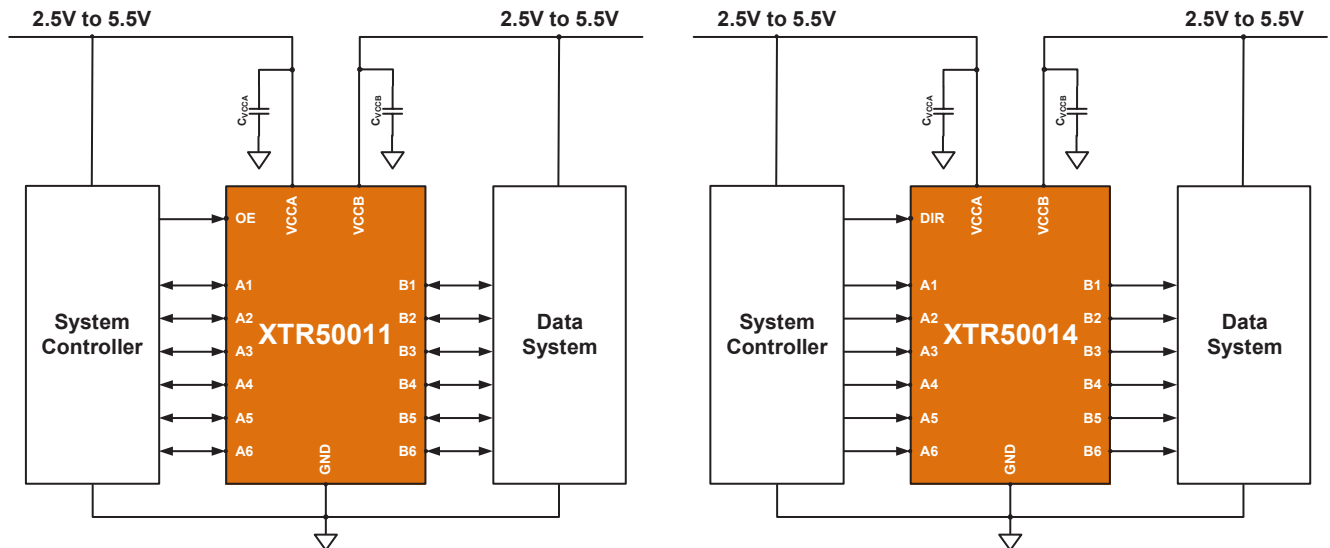 2.5V to 5.5V
2.5V to 5.5V
CVCCA
CVCCB
OE
VCCA
VCCB
A1
B1
A2
B2
A3
B3
A4
B4
A5
B5
A6
B6
System
Controller
XTR50011
Data
System
GND
2.5V to 5.5V
2.5V to 5.5V
CVCCA
CVCCB
DIR
VCCA
VCCB
A1
B1
A2
B2
A3
B3
A4
B4
A5
B5
A6
B6
System
Controller
XTR50014
Data
System
GND